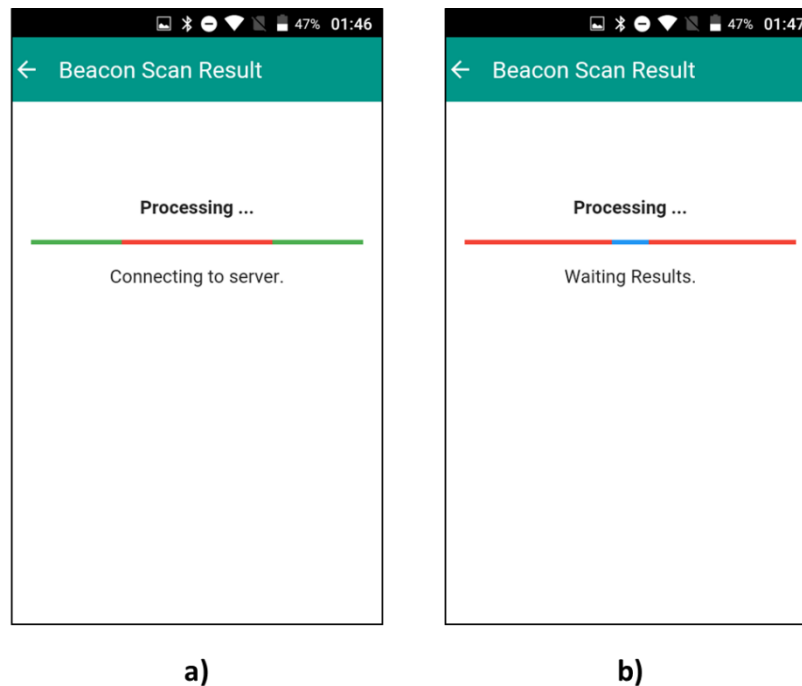 47% 01:46
Beacon Scan Result
Processing ...
Connecting to server.
a)
47% 01:47
Beacon Scan Result
Processing ...
Waiting Results.
b)